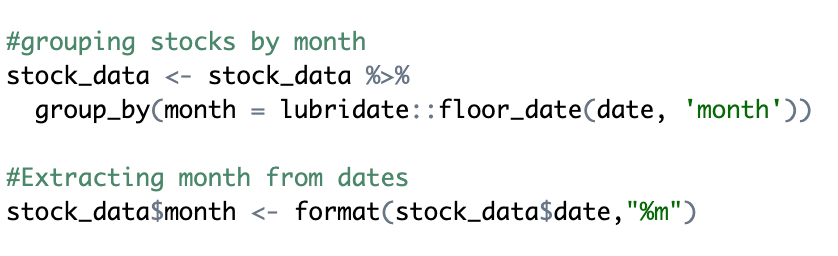 #grouping stocks by month
stock_data <- stock_data %>%
  group_by(month = lubridate::floor_date(date, 'month'))
#Extracting month from dates
stock_data$month <- format(stock_data$date,"%m")